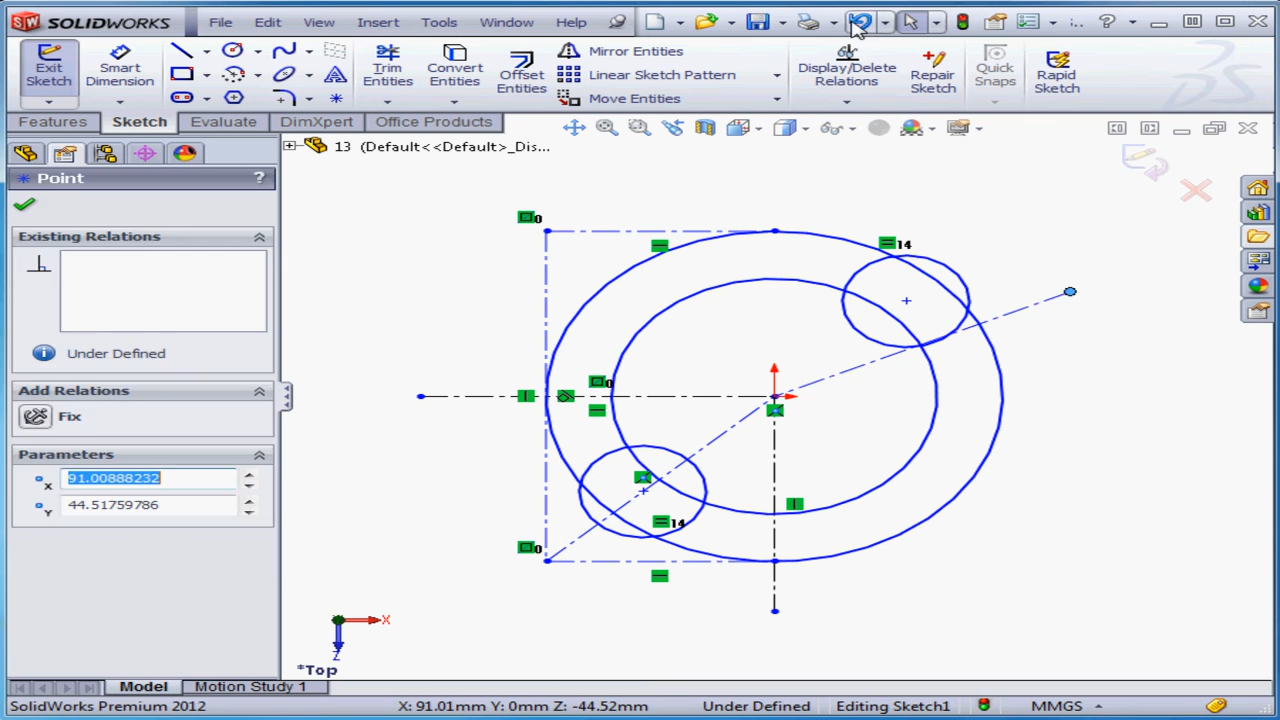 SW SOLIDWORKS File Edit View Insert Tools Window Help
Exit Sketch
Smart Dimension
Trim Entities
Convert Entities
Offset Entities
Mirror Entities
Linear Sketch Pattern
Move Entities
Display/Delete Relations
Repair Sketch
Quick Snaps
Rapid Sketch
Features Sketch Evaluate DimXpert Office Products
13 (Default<<Default>_Dis...
Point ?
Existing Relations
Under Defined
Add Relations
Fix
Parameters
X 91.00888232
Y 44.51759786
0
14
0
14
0
X
Z
*Top
Model Motion Study 1
SolidWorks Premium 2012 X: 91.01mm Y: 0mm Z: -44.52mm Under Defined Editing Sketch1 MMGS